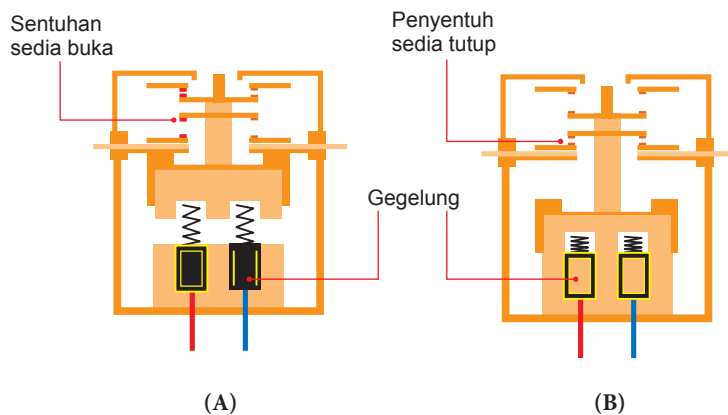 Sentuhan
sedia buka
Penyentuh
sedia tutup
Gegelung
(A)
(B)